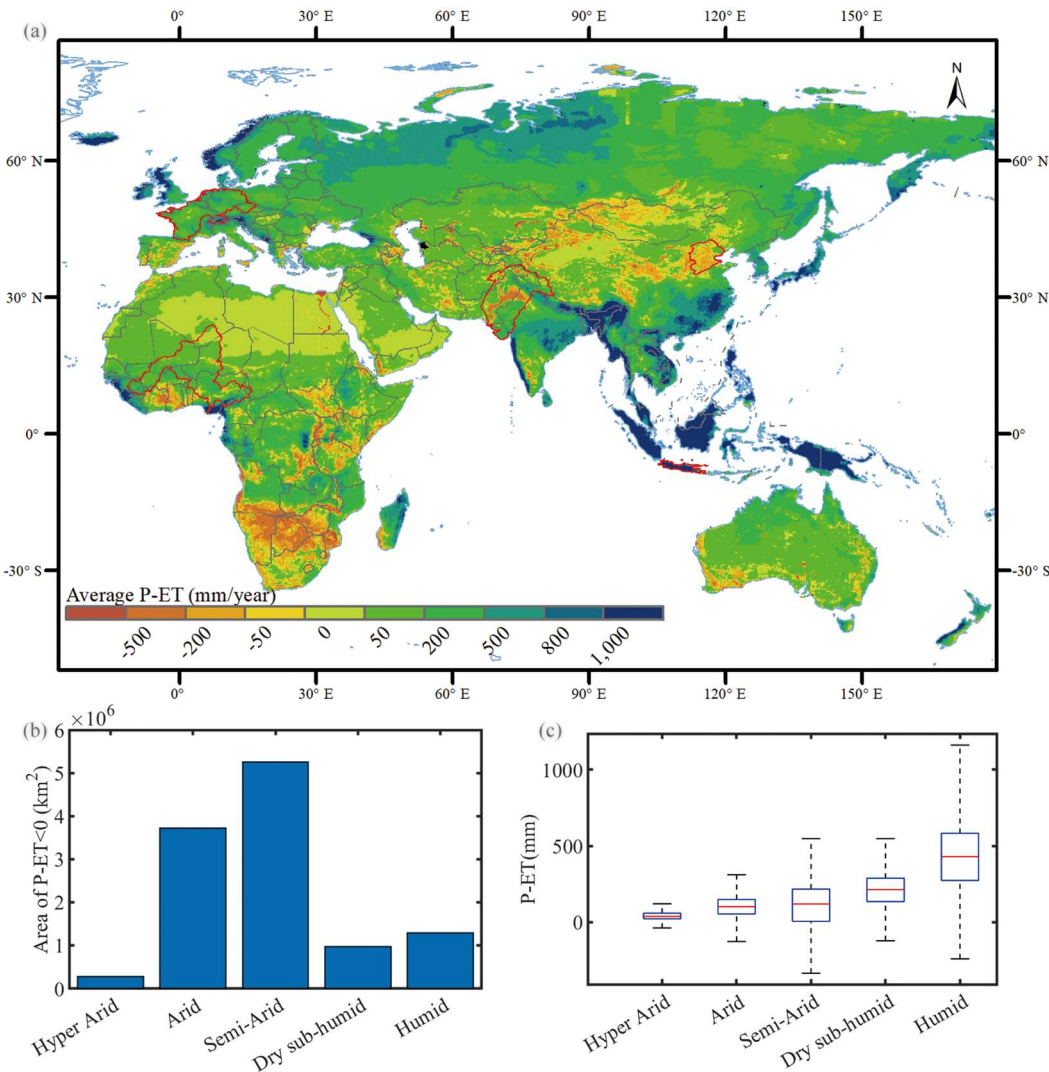 (a)
0°
30° E
60° E
90° E
120° E
150° E
N
60° N
60° N
30° N
30° N
0°
0°
-30° S
-30° S
Average P-ET (mm/year)
-500
-200
-50
0
50
200
500
800
1,000
0°
30° E
60° E
90° E
120° E
150° E
(b)
×10⁶
6
5
4
3
2
1
0
Area of P-ET<0 (km²)
Hyper Arid
Arid
Semi-Arid
Dry sub-humid
Humid
(c)
1000
500
0
P-ET(mm)
Hyper Arid
Arid
Semi-Arid
Dry sub-humid
Humid